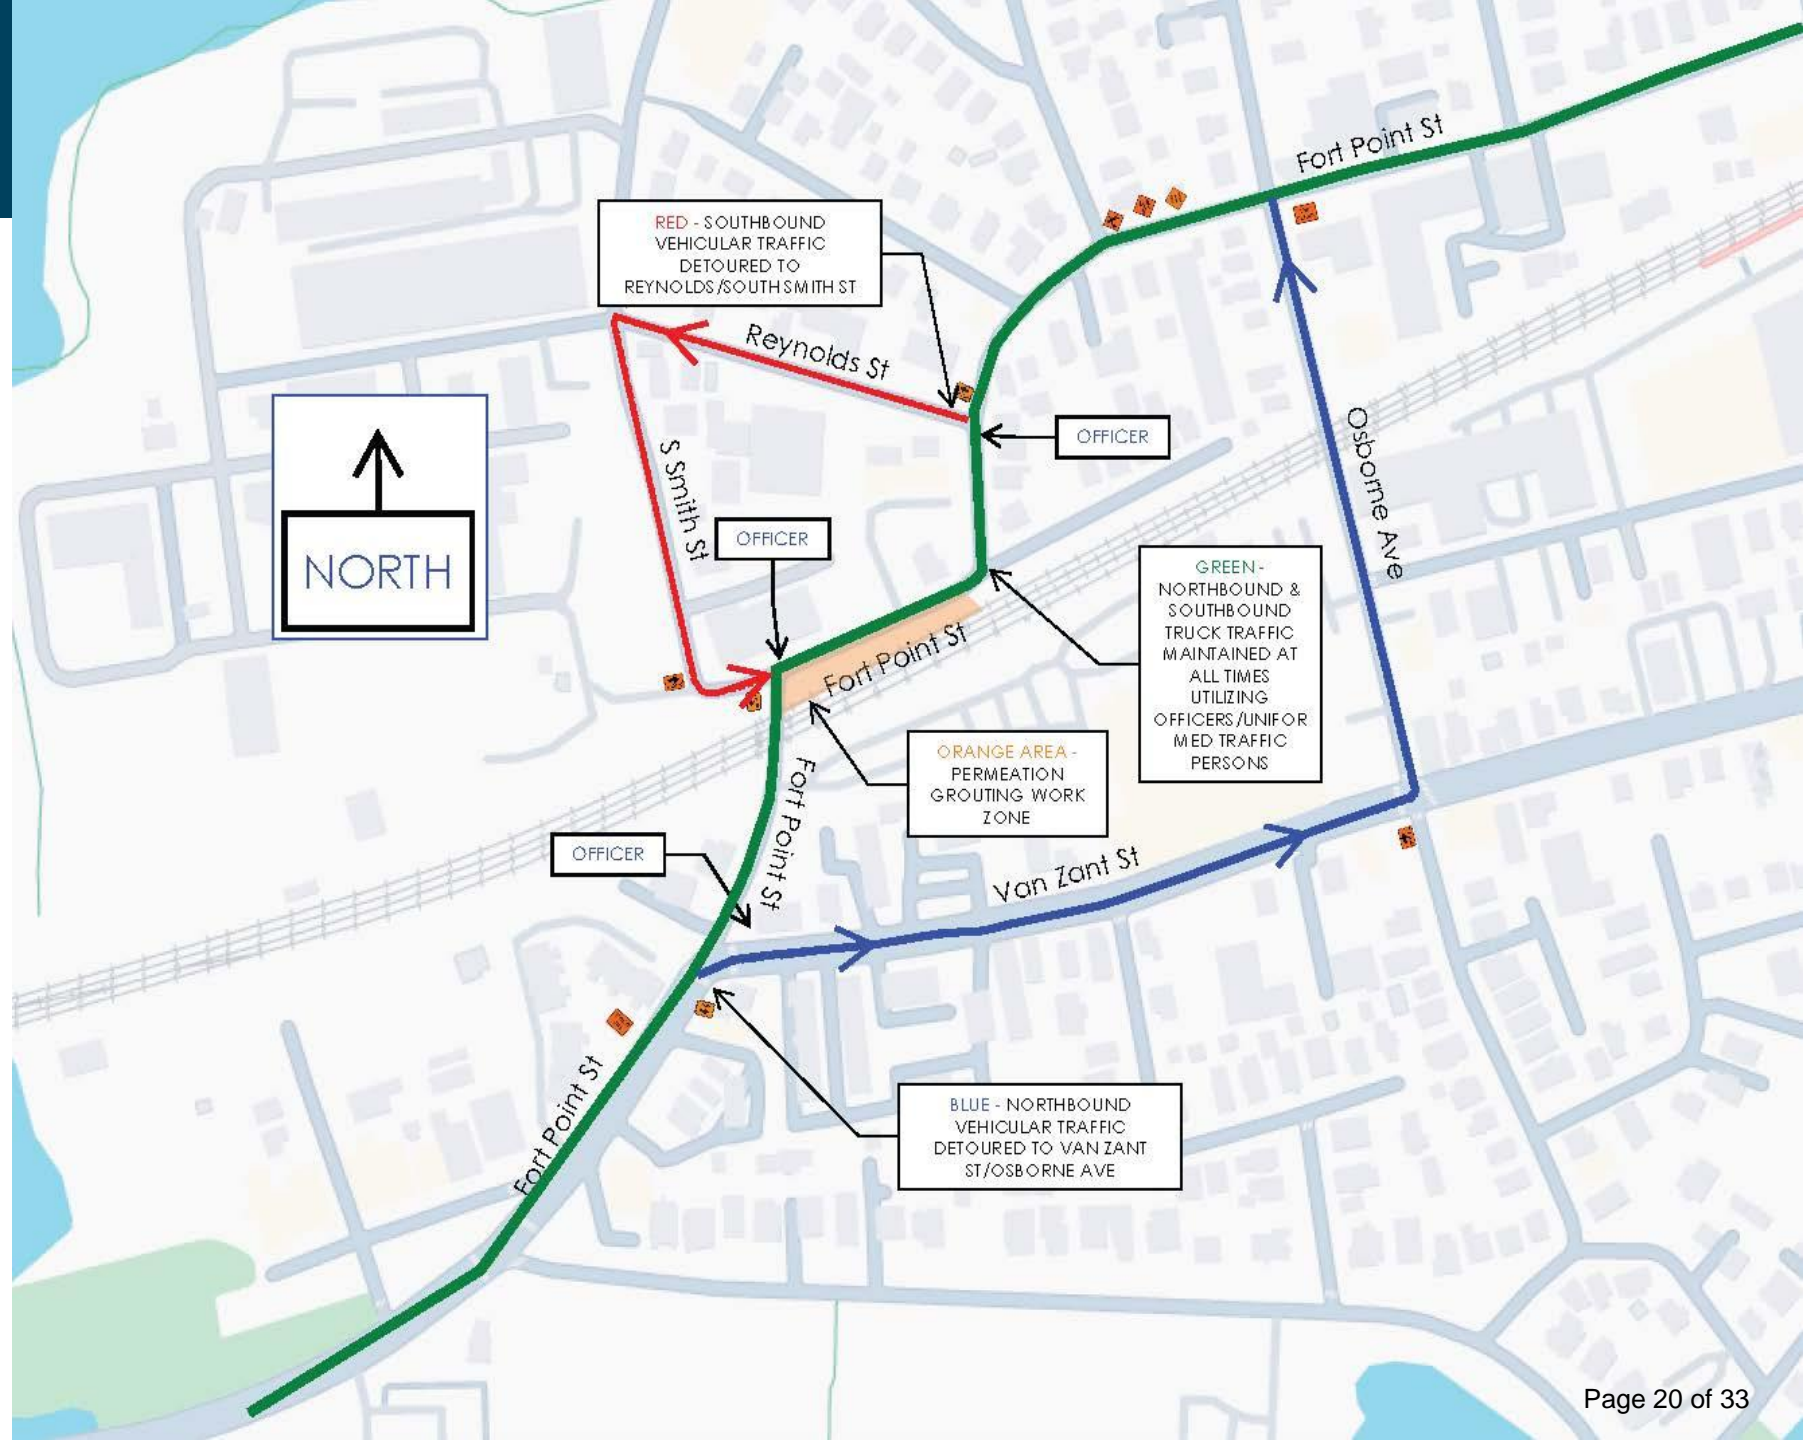 Fort Point St
RED - SOUTHBOUND
VEHICULAR TRAFFIC
DETOURED TO
REYNOLDS/SOUTH SMITH ST
Reynolds St
OFFICER
Osborne Ave
S Smith St
OFFICER
NORTH
GREEN -
NORTHBOUND &
SOUTHBOUND
TRUCK TRAFFIC
MAINTAINED AT
ALL TIMES
UTILIZING
OFFICERS/UNIFOR
MED TRAFFIC
PERSONS
Fort Point St
ORANGE AREA -
PERMEATION
GROUTING WORK
ZONE
Fort Point St
OFFICER
Van Zant St
Fort Point St
BLUE - NORTHBOUND
VEHICULAR TRAFFIC
DETOURED TO VAN ZANT
ST/OSBORNE AVE
Page 20 of 33